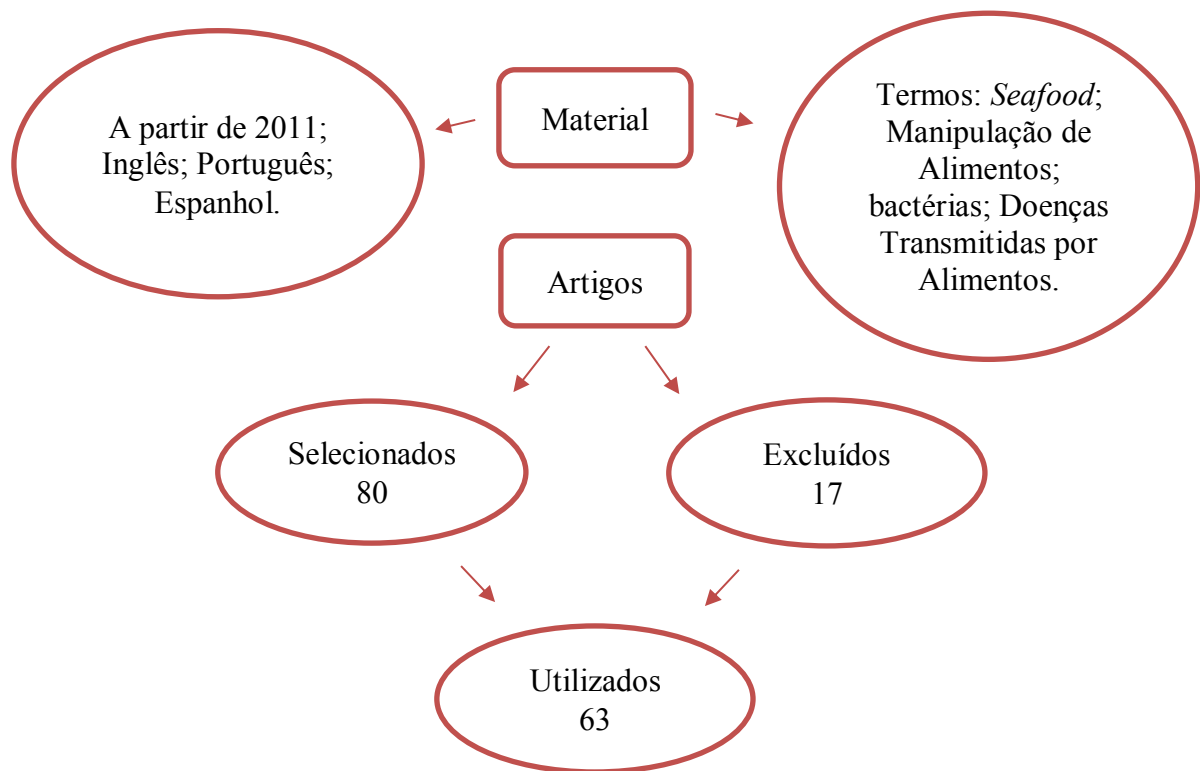 A partir de 2011;
Inglês; Português;
Espanhol.
Material
Termos: Seafood;
Manipulação de
Alimentos;
bactérias; Doenças
Transmitidas por
Alimentos.
Artigos
Selecionados
80
Excluídos
17
Utilizados
63